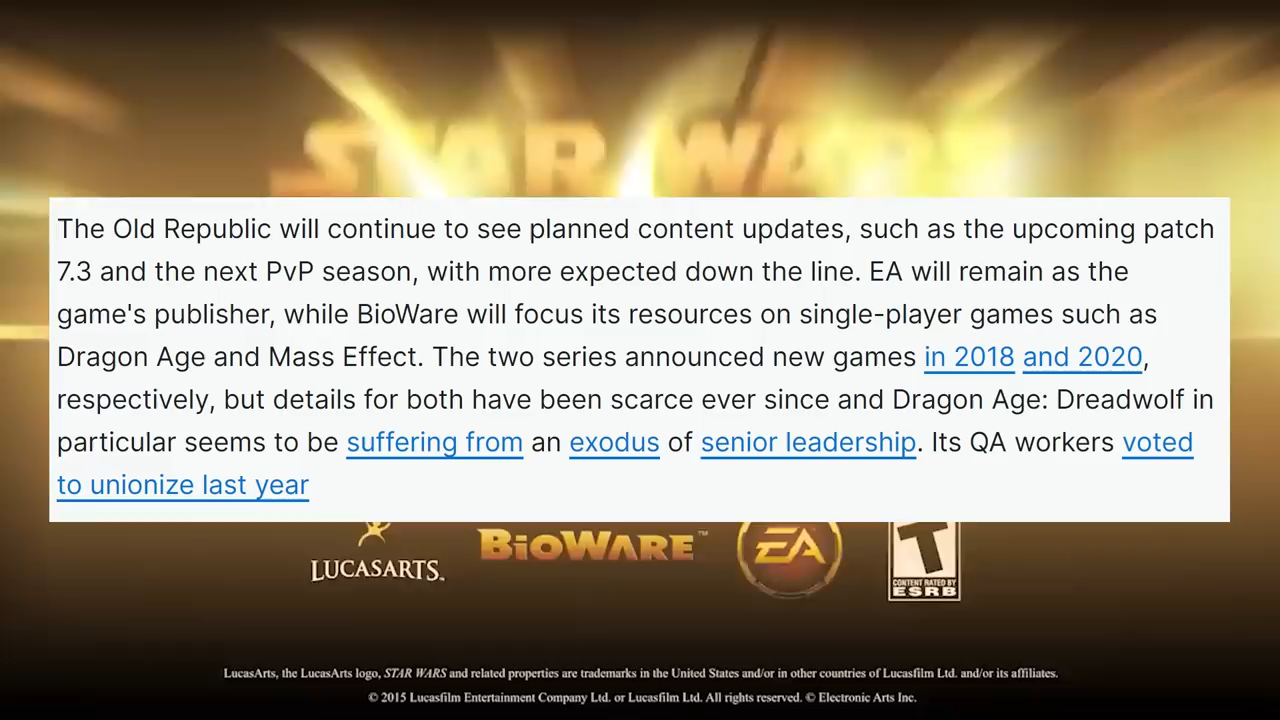 STAR WARS
The Old Republic will continue to see planned content updates, such as the upcoming patch
7.3 and the next PvP season, with more expected down the line. EA will remain as the
game's publisher, while BioWare will focus its resources on single-player games such as
Dragon Age and Mass Effect. The two series announced new games in 2018 and 2020,
respectively, but details for both have been scarce ever since and Dragon Age: Dreadwolf in
particular seems to be suffering from an exodus of senior leadership. Its QA workers voted
to unionize last year
LUCASARTS. BIOWARE™ EA T
CONTENT RATED BY
ESRB
LucasArts, the LucasArts logo, STAR WARS and related properties are trademarks in the United States and/or in other countries of Lucasfilm Ltd. and/or its affiliates.
© 2015 Lucasfilm Entertainment Company Ltd. or Lucasfilm Ltd. All rights reserved. © Electronic Arts Inc.